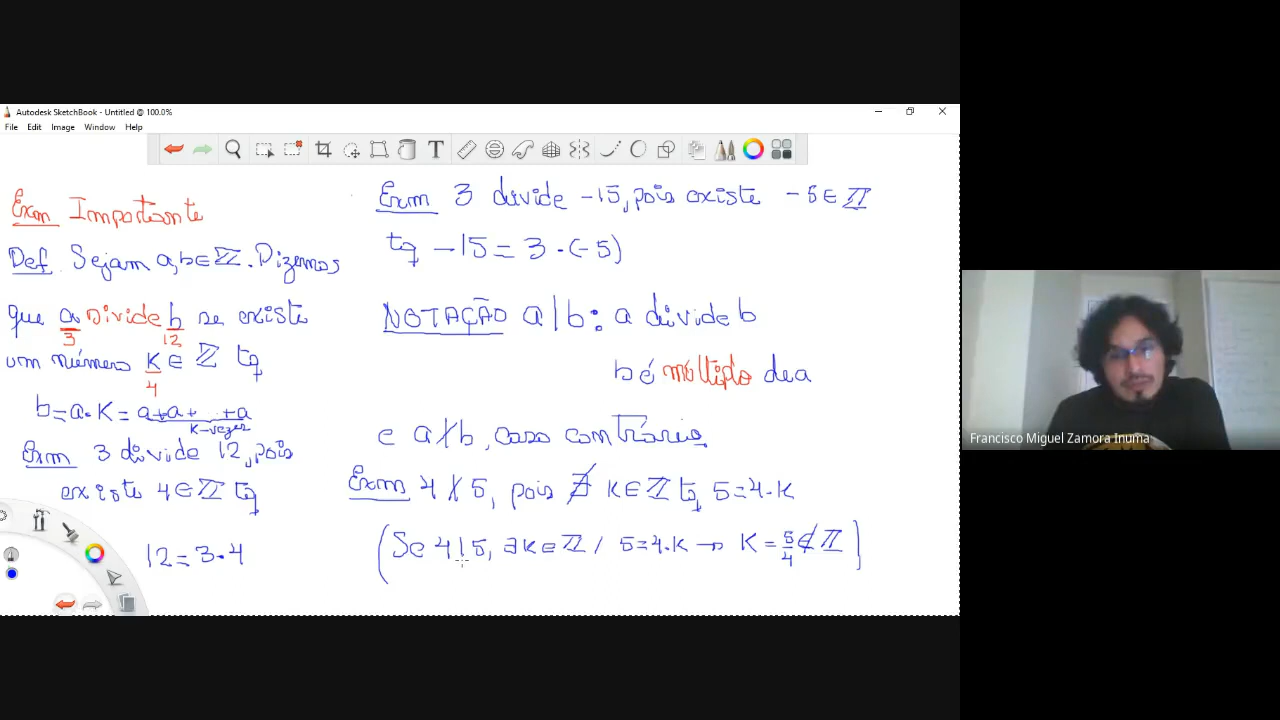 Autodesk SketchBook - Untitled @ 100.0%
File Edit Image Window Help
Exm Importante
Def. Sejam a,b∈ℤ. Dizemos
que a divide b se existe
3 12
um número K ∈ ℤ tq
4
b=a·K = a+a+...+a
K-vezes
Exm 3 divide 12, pois
existe 4∈ℤ tq
12=3·4
Exm 3 divide -15, pois existe -5∈ℤ
tq -15=3·(-5)
NOTAÇÃO a|b: a divide b
b é múltiplo de a
e a∤b, caso contrário
Exm 4∤5, pois ∄ K∈ℤ tq 5=4·K
(Se 4|5, ∃K∈ℤ / 5=4·K → K=5/4∉ℤ)
Francisco Miguel Zamora Inuma